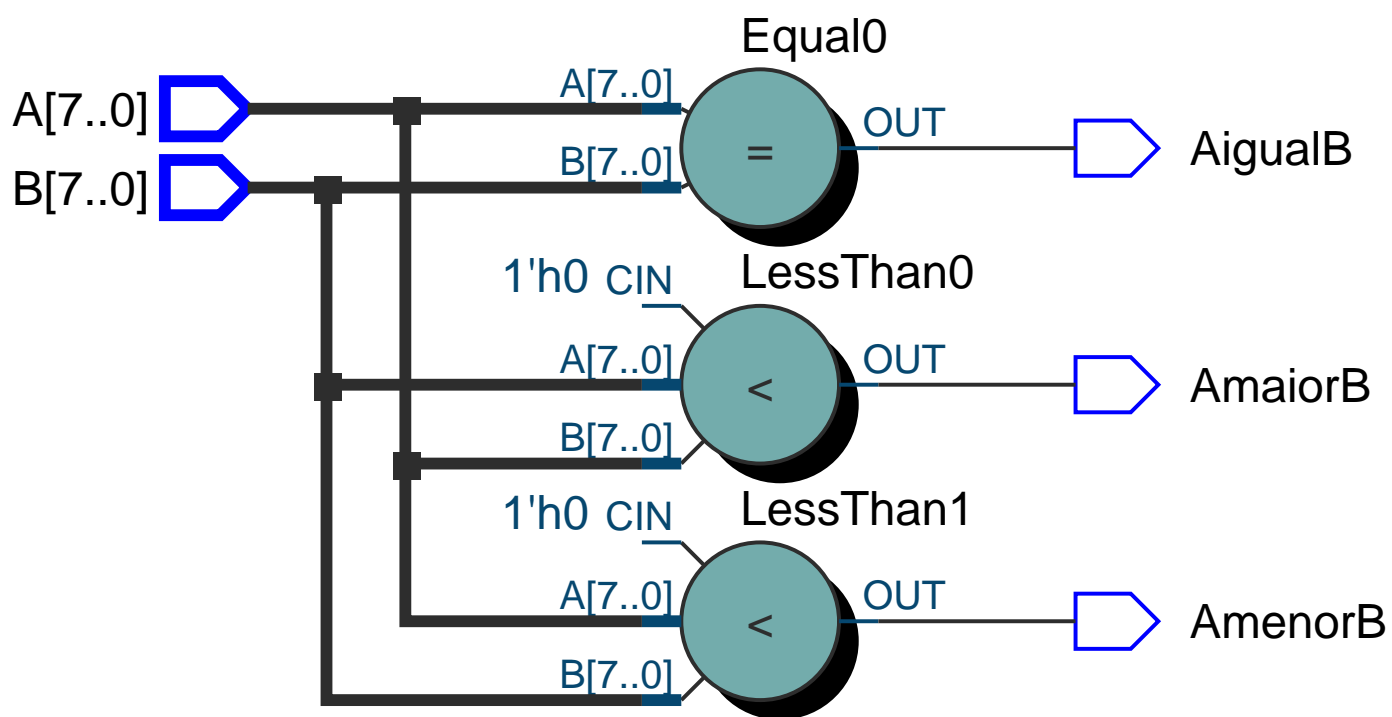 Equal0
A[7..0]
A[7..0]
OUT
=
AigualB
B[7..0]
B[7..0]
LessThan0
1'h0 CIN
A[7..0]
OUT
<
AmaiorB
B[7..0]
LessThan1
1'h0 CIN
A[7..0]
OUT
<
AmenorB
B[7..0]